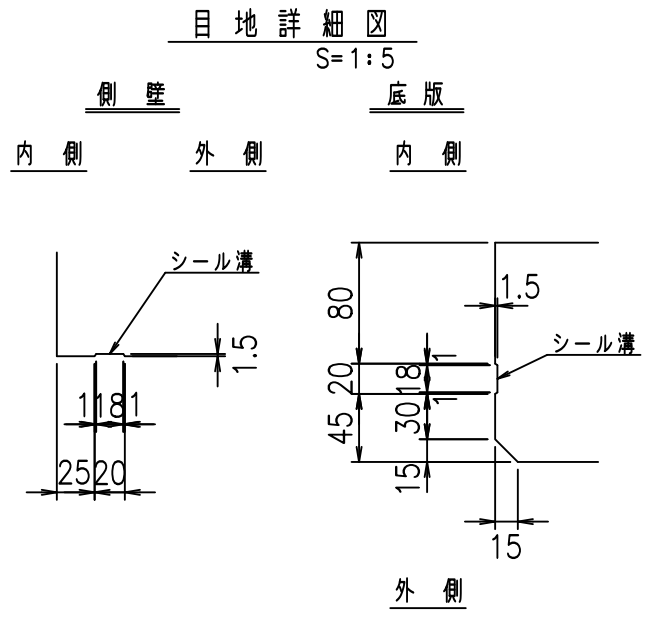 目地詳細図
S=1:5
側壁
底版
内側
外側
内側
シール溝
1.5
1 18 1
25 20
80
20
45
1
18
1
30
15
1.5
シール溝
15
外側